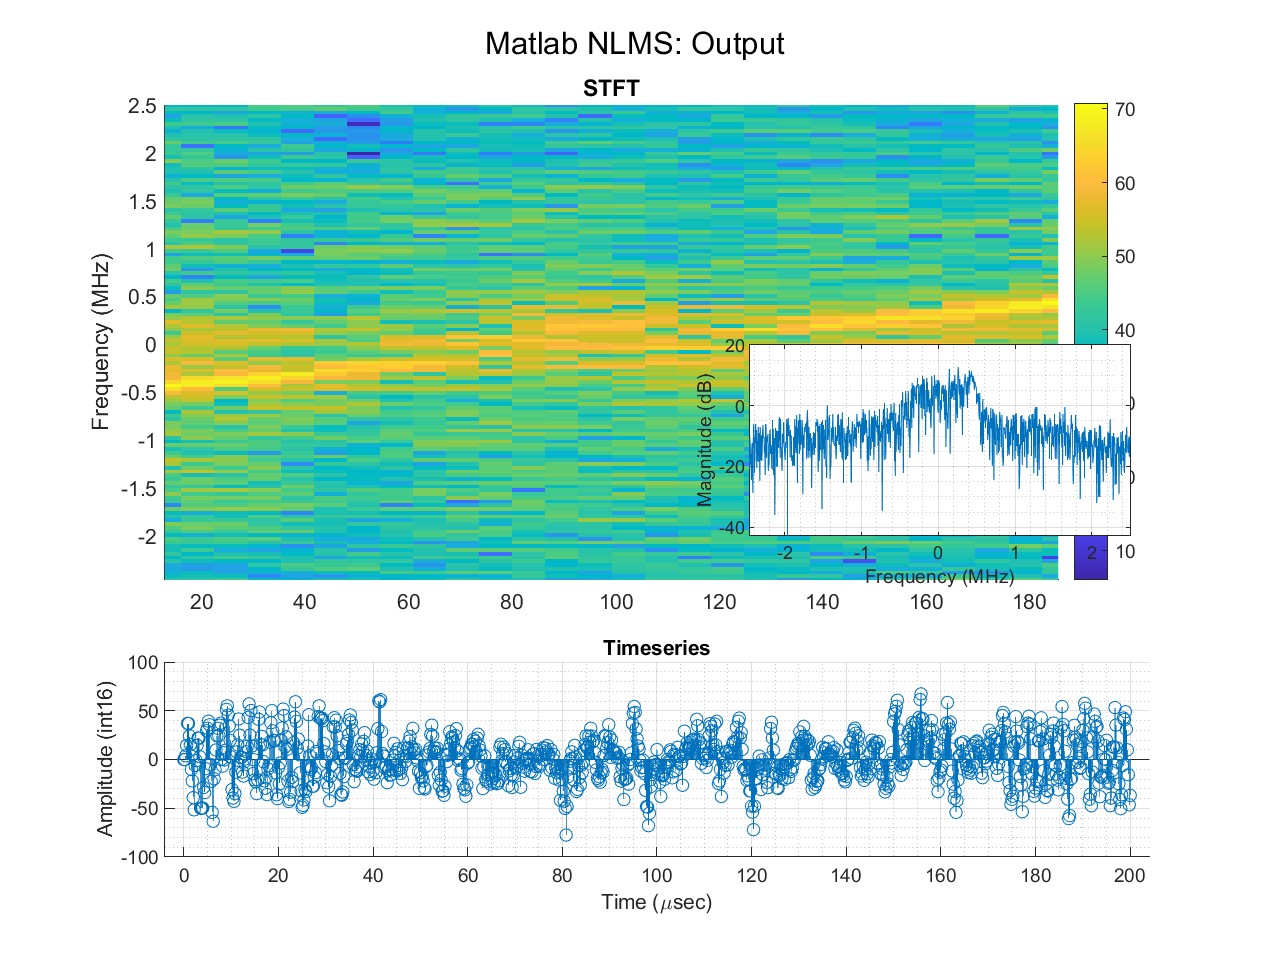 Matlab NLMS: Output
STFT
2.5
2
1.5
1
0.5
0
-0.5
-1
-1.5
-2
Frequency (MHz)
20 40 60 80 100 120 140 160 180
70
60
50
40
10
20
0
-20
-40
Magnitude (dB)
-2 -1 0 1 2
Frequency (MHz)
Timeseries
100
50
0
-50
-100
Amplitude (int16)
0 20 40 60 80 100 120 140 160 180 200
Time (μsec)